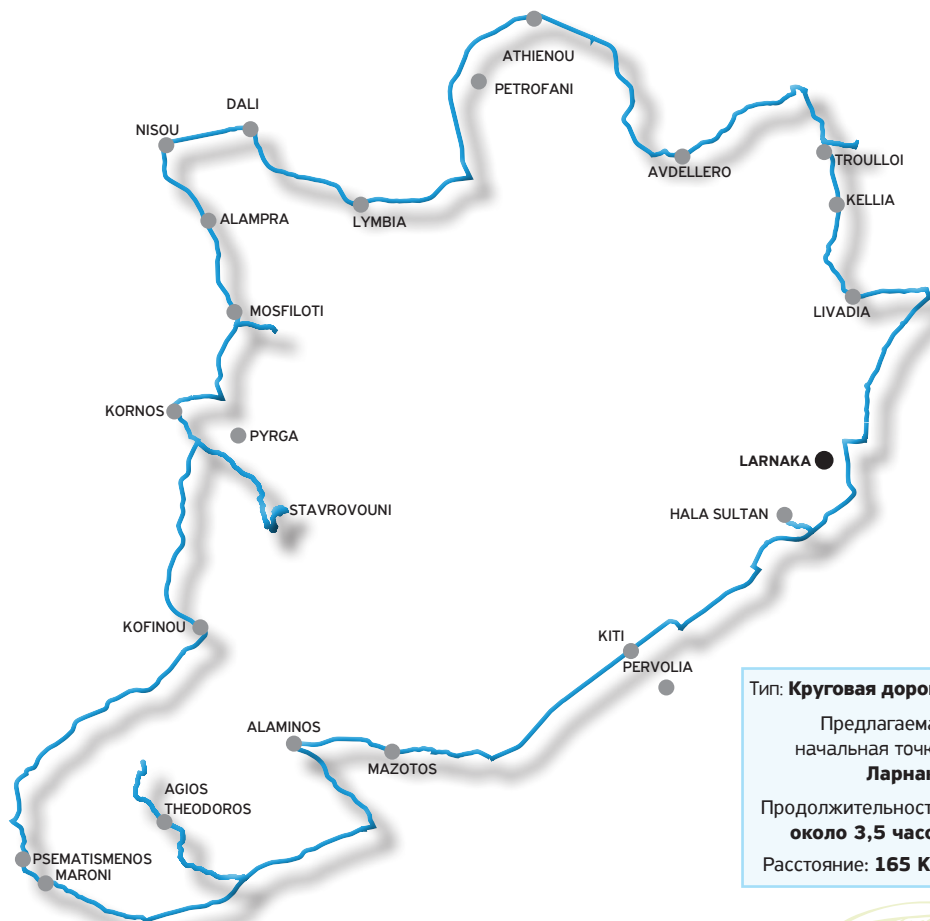 ATHIENOU
PETROFANI
DALI
NISOU
AVDELLERO
TROULLOI
ALAMPRA
LYMBIA
KELLIA
MOSFILOTI
LIVADIA
KORNOS
PYRGA
LARNAKA
STAVROVOUNI
HALA SULTAN
KOFINOU
KITI
PERVOLIA
ALAMINOS
MAZOTOS
AGIOS
THEODOROS
PSEMATISMENOS
MARONI
Тип: Круговая доро
Предлагаема
начальная точк
Ларнак
Продолжительност
около 3,5 часо
Расстояние: 165 К